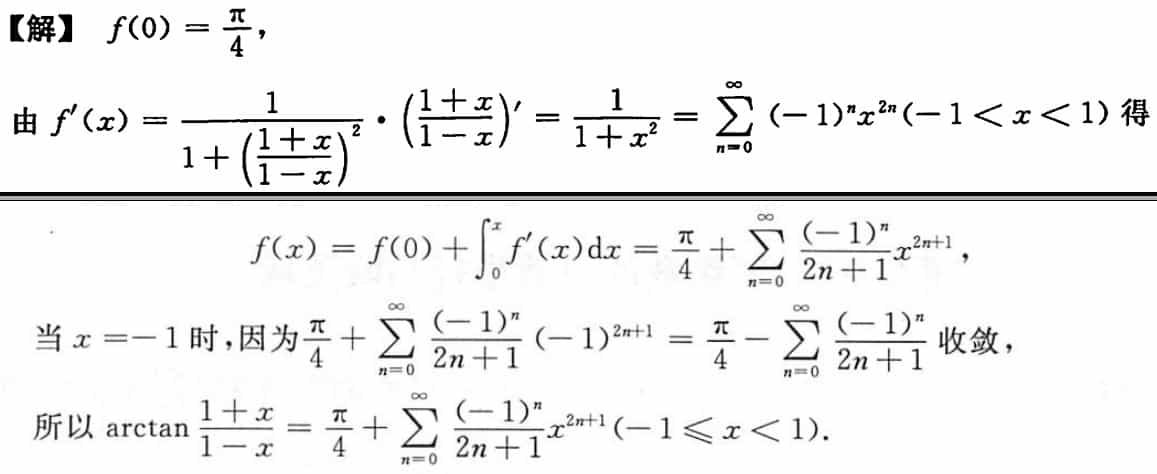 【解】 f(0) = π/4,
由 f′(x) = 1/(1+((1+x)/(1−x))²) · ((1+x)/(1−x))′ = 1/(1+x²) = ∑_{n=0}^{∞} (−1)ⁿx²ⁿ(−1 < x < 1) 得
f(x) = f(0) + ∫₀ˣ f′(x)dx = π/4 + ∑_{n=0}^{∞} (−1)ⁿ/(2n+1) x²ⁿ⁺¹,
当 x = −1 时,因为 π/4 + ∑_{n=0}^{∞} (−1)ⁿ/(2n+1) (−1)²ⁿ⁺¹ = π/4 − ∑_{n=0}^{∞} (−1)ⁿ/(2n+1) 收敛,
所以 arctan (1+x)/(1−x) = π/4 + ∑_{n=0}^{∞} (−1)ⁿ/(2n+1) x²ⁿ⁺¹ (−1 ⩽ x < 1).